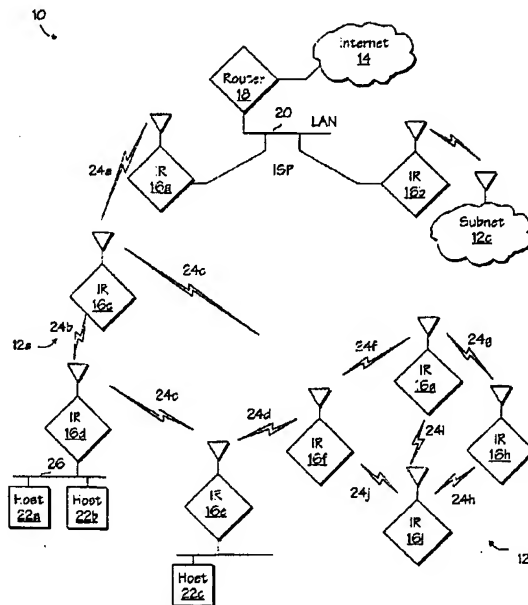 10
Internet
14
Router
18
20
LAN
ISP
IR
16a
IR
16b
24a
Subnet
12c
IR
16c
24c
24b
12a
IR
16d
24c
24f
24g
IR
16g
26
Host
22a
Host
22b
IR
16e
24d
IR
16f
24i
IR
16h
24j
24h
IR
Host
22c
12